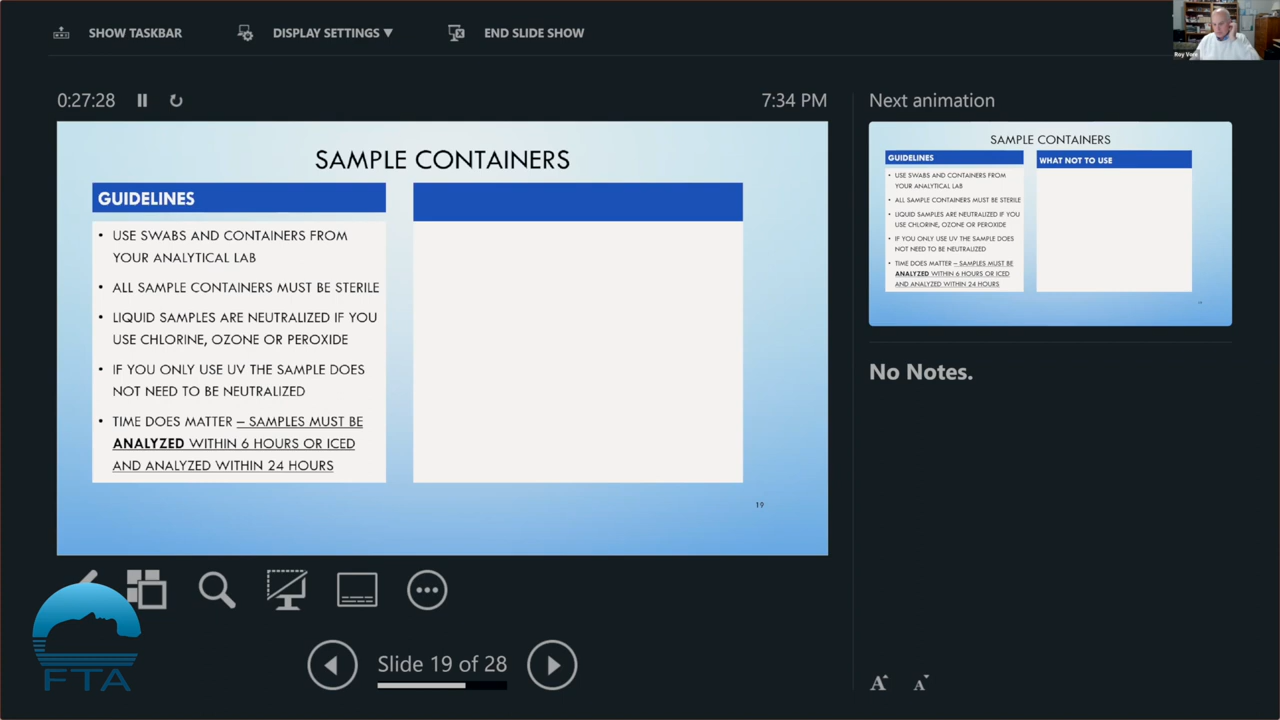 SHOW TASKBAR
DISPLAY SETTINGS ▼
END SLIDE SHOW
0:27:28
7:34 PM
SAMPLE CONTAINERS
GUIDELINES
• USE SWABS AND CONTAINERS FROM
YOUR ANALYTICAL LAB
• ALL SAMPLE CONTAINERS MUST BE STERILE
• LIQUID SAMPLES ARE NEUTRALIZED IF YOU
USE CHLORINE, OZONE OR PEROXIDE
• IF YOU ONLY USE UV THE SAMPLE DOES
NOT NEED TO BE NEUTRALIZED
• TIME DOES MATTER – SAMPLES MUST BE
ANALYZED WITHIN 6 HOURS OR ICED
AND ANALYZED WITHIN 24 HOURS
19
Next animation
SAMPLE CONTAINERS
GUIDELINES
• USE SWABS AND CONTAINERS FROM
YOUR ANALYTICAL LAB
• ALL SAMPLE CONTAINERS MUST BE STERILE
• LIQUID SAMPLES ARE NEUTRALIZED IF YOU
USE CHLORINE, OZONE OR PEROXIDE
• IF YOU ONLY USE UV THE SAMPLE DOES
NOT NEED TO BE NEUTRALIZED
• TIME DOES MATTER – SAMPLES MUST BE
ANALYZED WITHIN 6 HOURS OR ICED
AND ANALYZED WITHIN 24 HOURS
WHAT NOT TO USE
No Notes.
Slide 19 of 28
FTA
A A
Roy